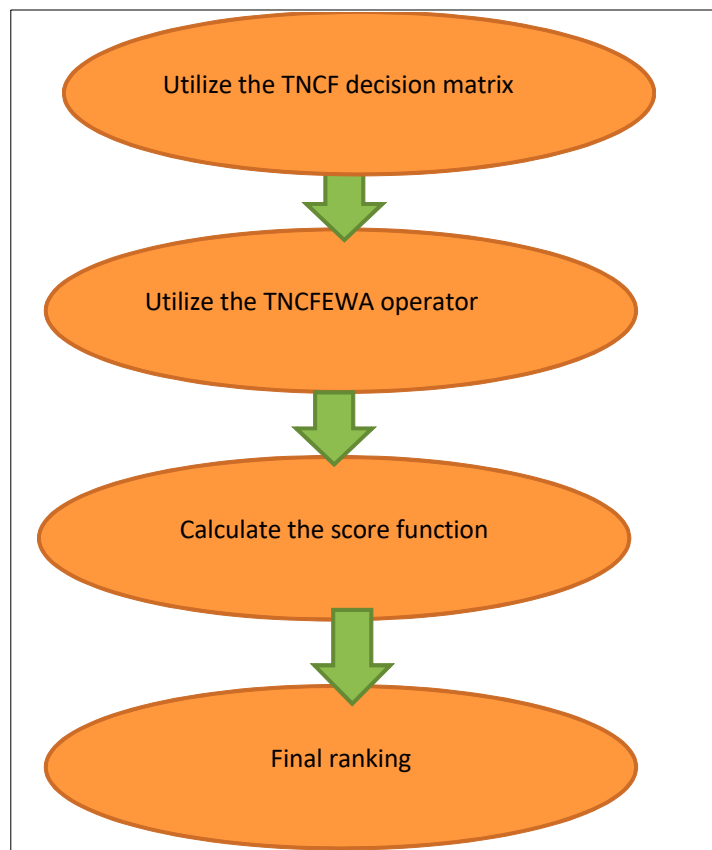 Utilize the TNCF decision matrix
Utilize the TNCFEWA operator
Calculate the score function
Final ranking